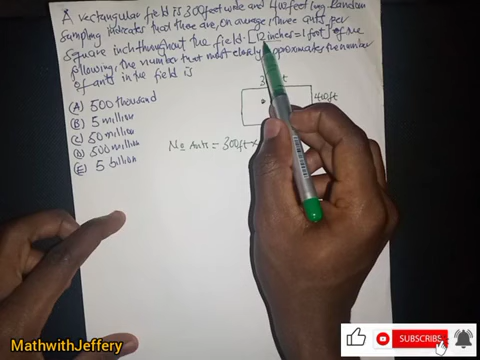 A rectangular field is 300 feet wide and 400 feet long. Random
sampling indicates that there are, on average, three ants per
square inch throughout the field. [12 inches = 1 foot] Of the
following, the number that most closely approximates the number
of ants in the field is
(A) 500 thousand
(B) 5 million
(C) 50 million
(D) 500 million
(E) 5 billion
400ft
No Ants = 300ft x
MathwithJeffery
SUBSCRIBE